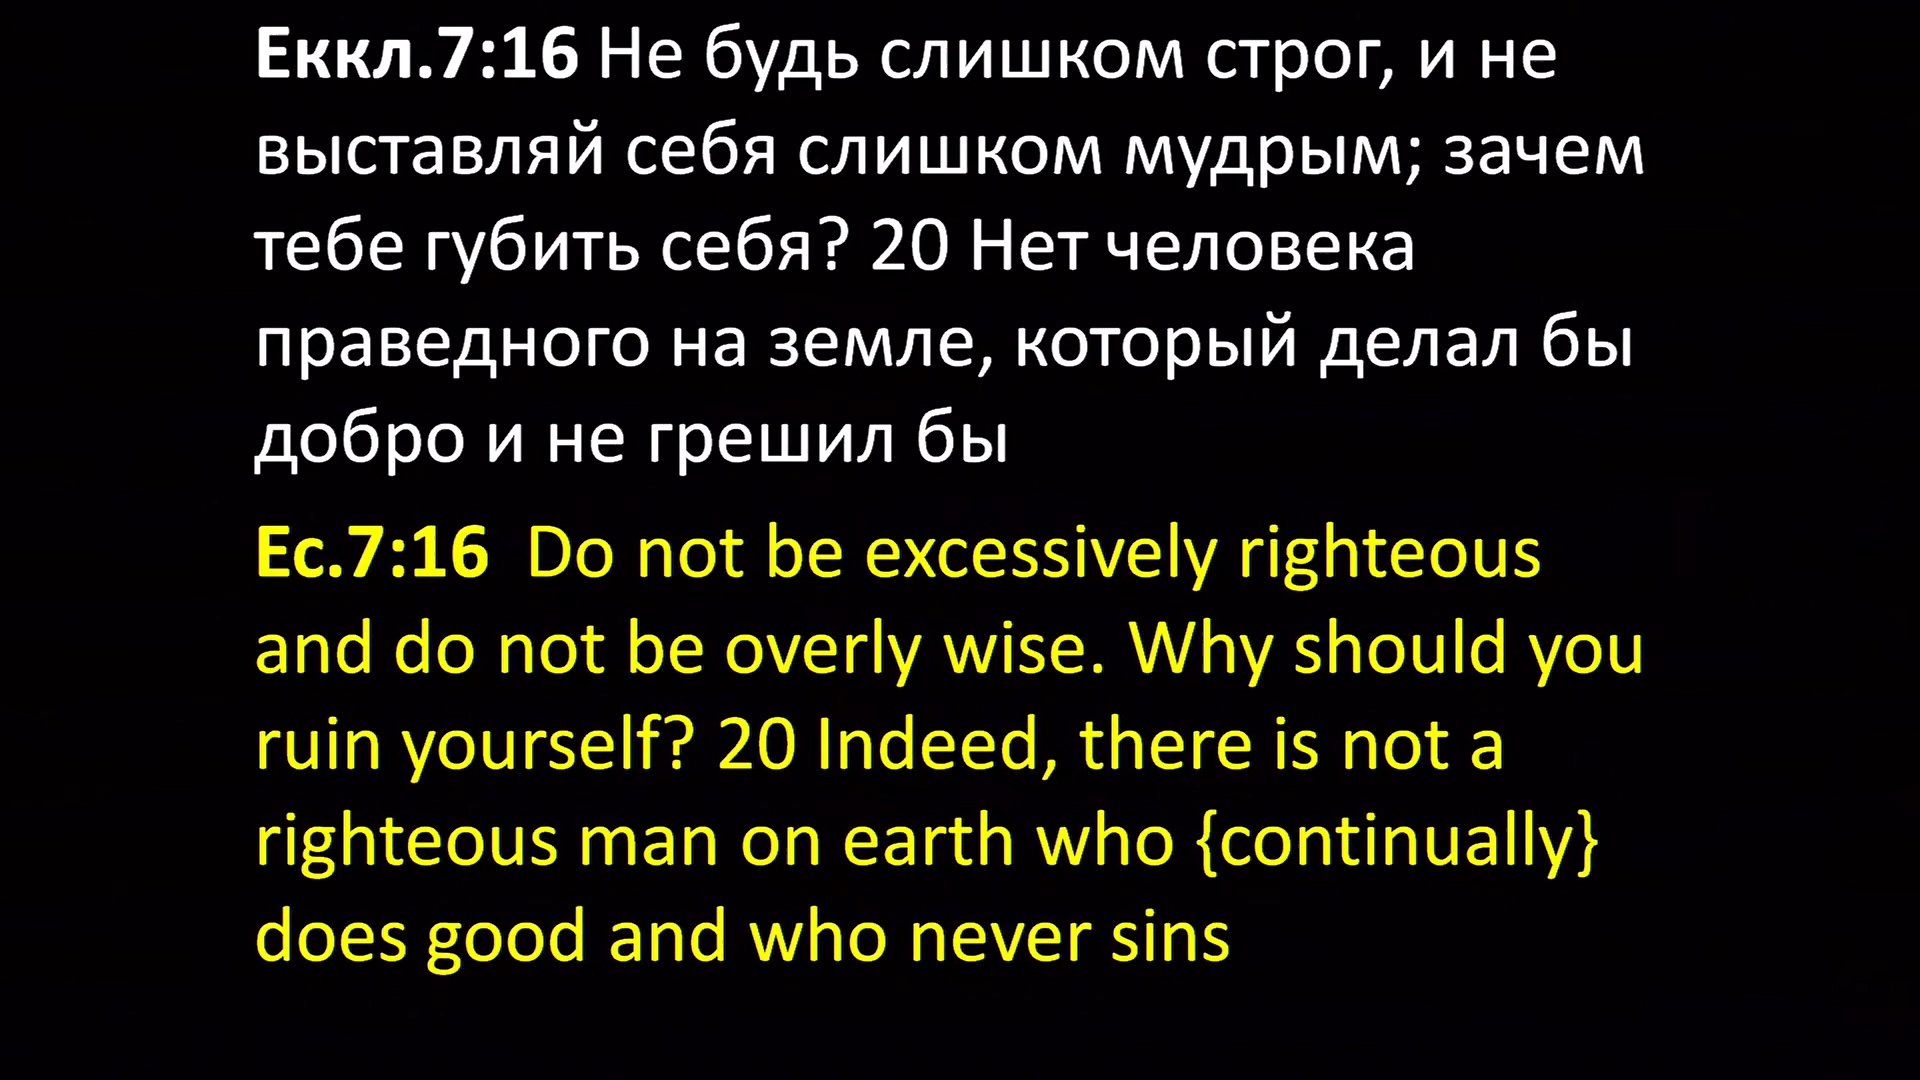 Еккл.7:16 Не будь слишком строг, и не
выставляй себя слишком мудрым; зачем
тебе губить себя? 20 Нет человека
праведного на земле, который делал бы
добро и не грешил бы
Ec.7:16 Do not be excessively righteous
and do not be overly wise. Why should you
ruin yourself? 20 Indeed, there is not a
righteous man on earth who {continually}
does good and who never sins